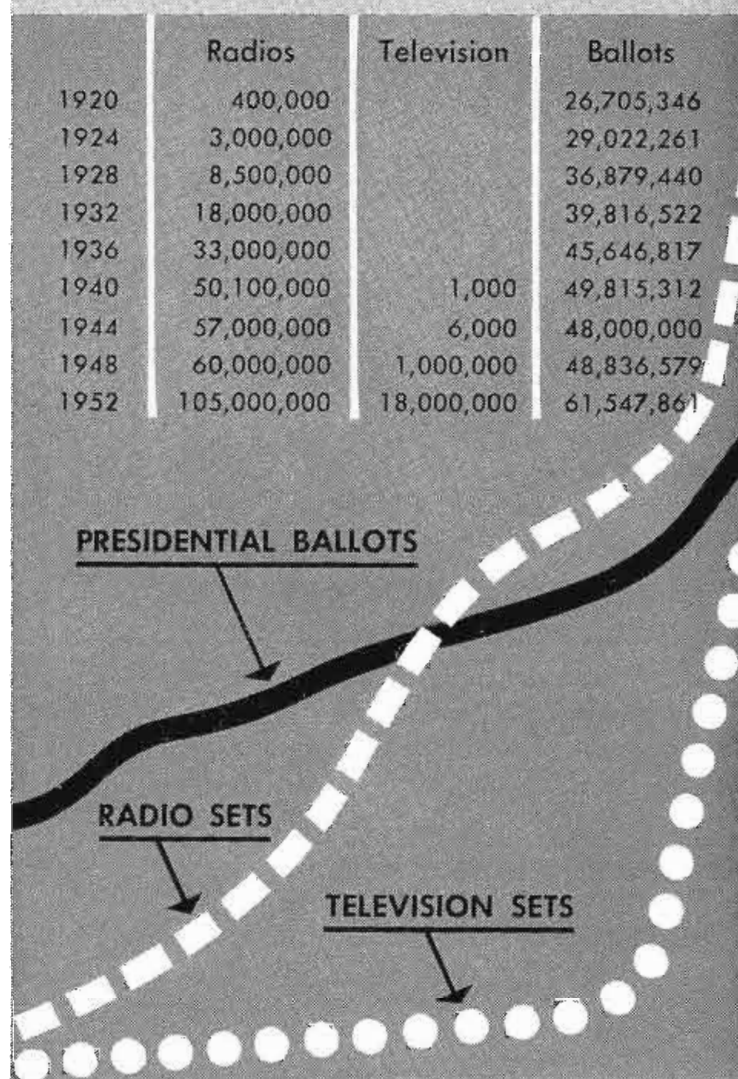 Radios Television Ballots
1920 400,000 26,705,346
1924 3,000,000 29,022,261
1928 8,500,000 36,879,440
1932 18,000,000 39,816,522
1936 33,000,000 45,646,817
1940 50,100,000 1,000 49,815,312
1944 57,000,000 6,000 48,000,000
1948 60,000,000 1,000,000 48,836,579
1952 105,000,000 18,000,000 61,547,861
PRESIDENTIAL BALLOTS
RADIO SETS
TELEVISION SETS